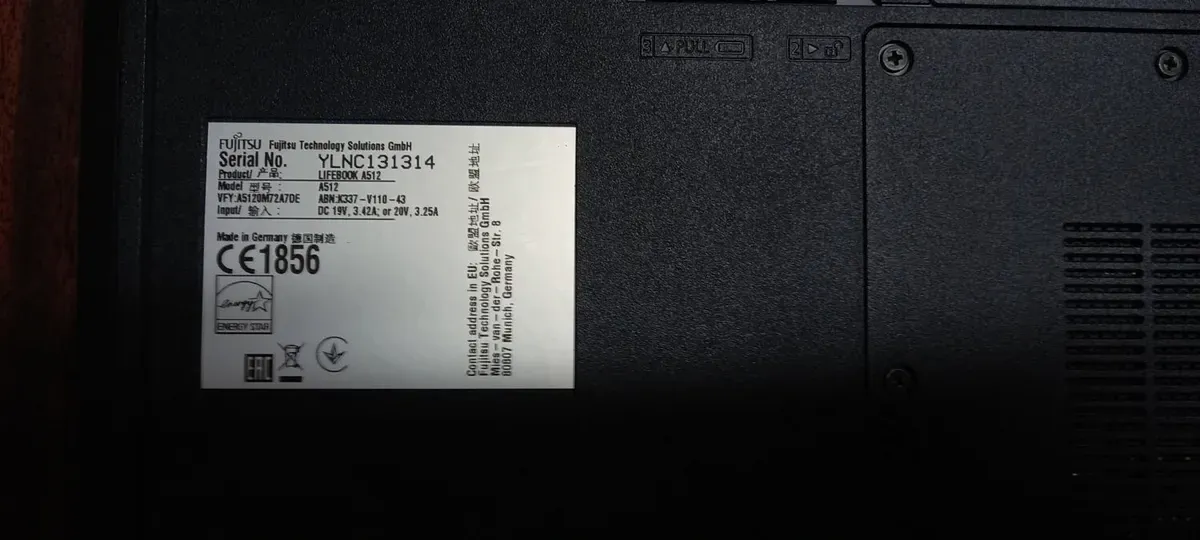 3 PULL
2
FUJITSU Fujitsu Technology Solutions GmbH
Serial No. YLNC131314
Product/ 产品: LIFEBOOK A512
Model 型号: A512
VFY:A5120M72A7DE ABN:K337-V110-43
Input/ 输入: DC 19V, 3.42A; or 20V, 3.25A
Made in Germany 德国制造
CE1856
energy
ENERGY STAR
EAC
Contact address in EU: 欧盟地址/ 欧盟地址
Fujitsu Technology Solutions GmbH
Mies-van-der-Rohe-Str. 8
80807 Munich, Germany